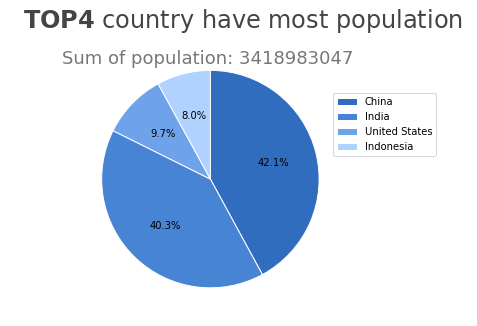 TOP4 country have most population
Sum of population: 3418983047
China
India
United States
Indonesia
8.0%
9.7%
42.1%
40.3%